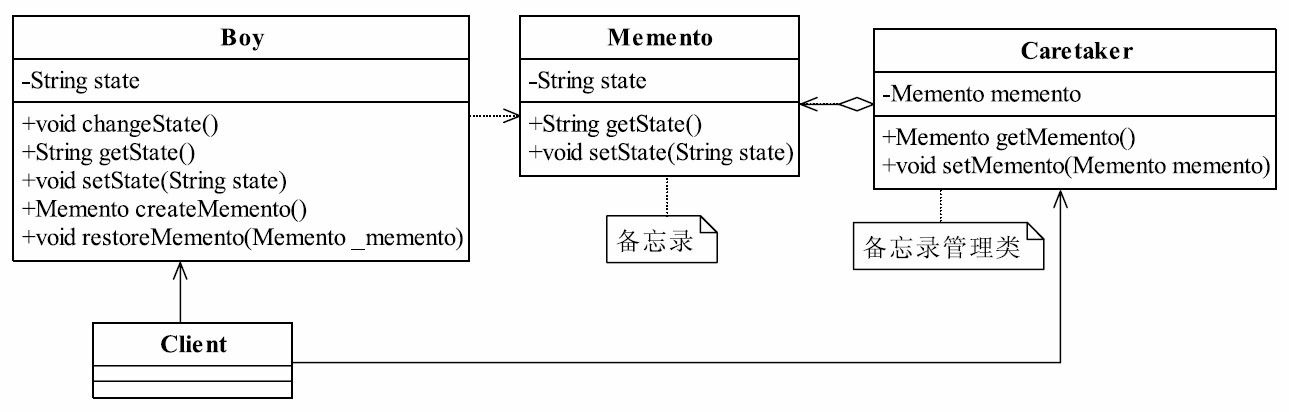 Boy
-String state
+void changeState()
+String getState()
+void setState(String state)
+Memento createMemento()
+void restoreMemento(Memento _memento)
Memento
-String state
+String getState()
+void setState(String state)
备忘录
Caretaker
-Memento memento
+Memento getMemento()
+void setMemento(Memento memento)
备忘录管理类
Client